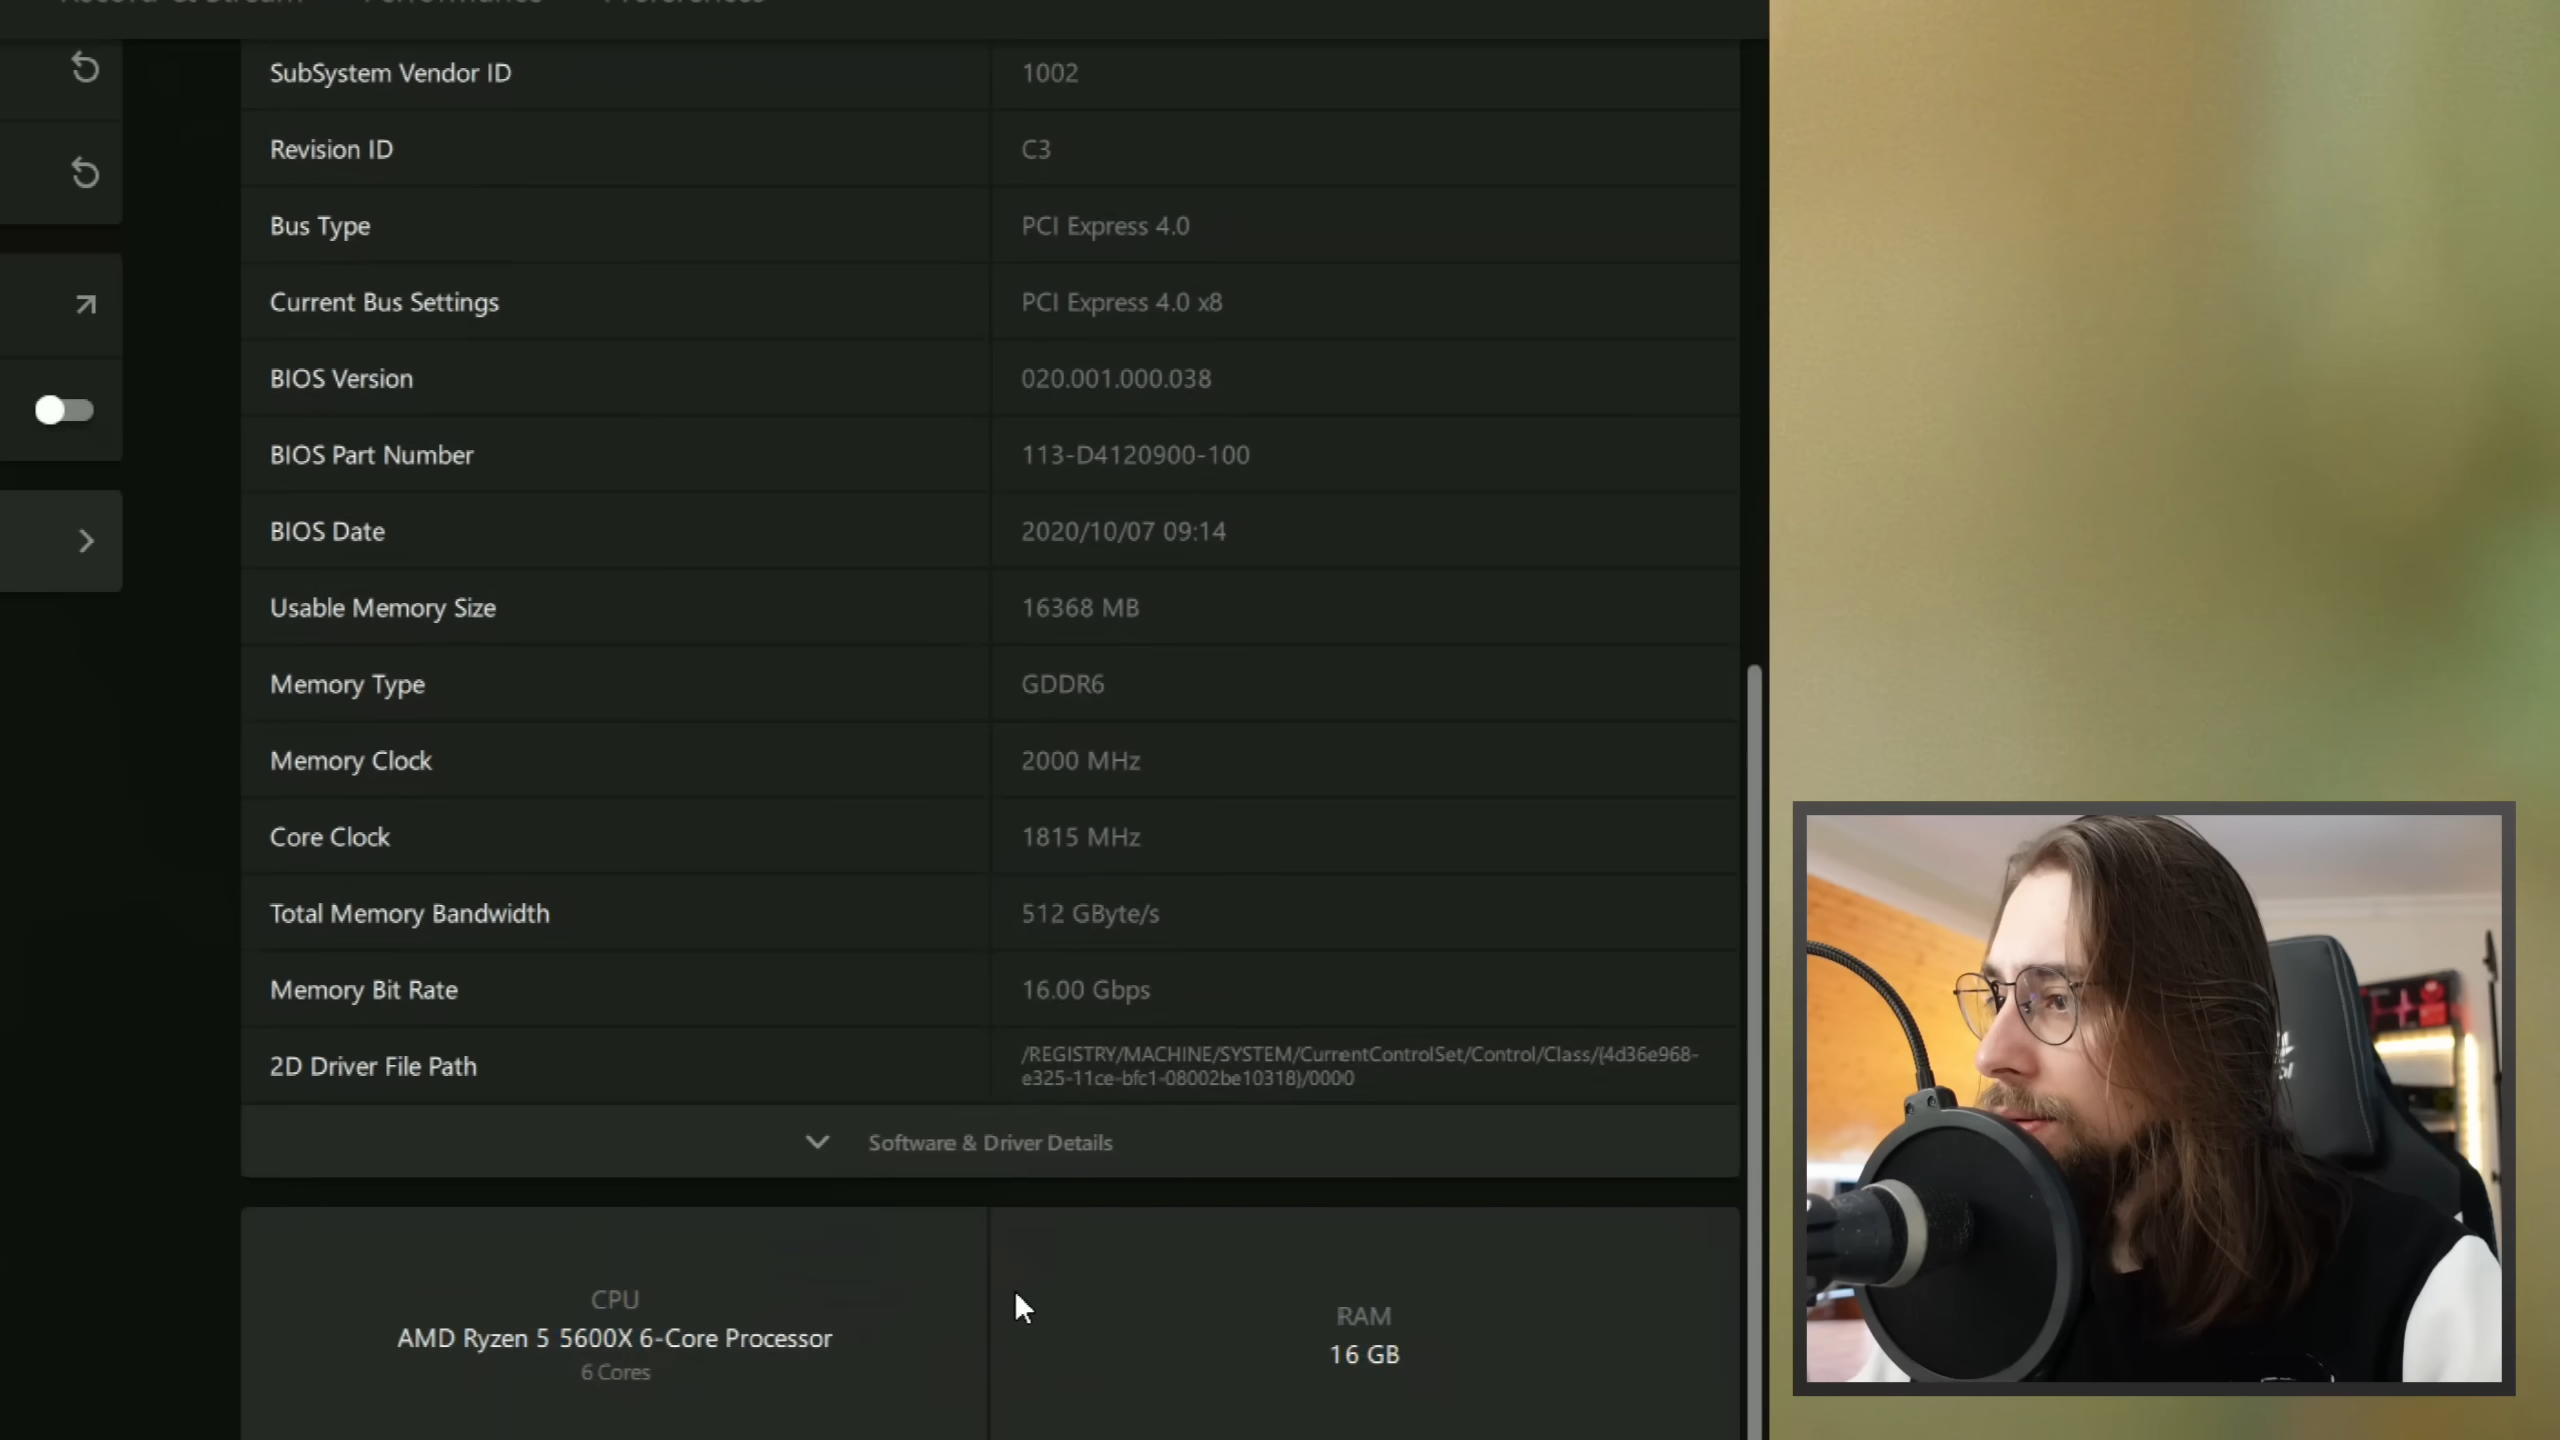 SubSystem Vendor ID 1002
Revision ID C3
Bus Type PCI Express 4.0
Current Bus Settings PCI Express 4.0 x8
BIOS Version 020.001.000.038
BIOS Part Number 113-D4120900-100
BIOS Date 2020/10/07 09:14
Usable Memory Size 16368 MB
Memory Type GDDR6
Memory Clock 2000 MHz
Core Clock 1815 MHz
Total Memory Bandwidth 512 GByte/s
Memory Bit Rate 16.00 Gbps
2D Driver File Path /REGISTRY/MACHINE/SYSTEM/CurrentControlSet/Control/Class/{4d36e968-
e325-11ce-bfc1-08002be10318}/0000
Software & Driver Details
CPU
AMD Ryzen 5 5600X 6-Core Processor
6 Cores
RAM
16 GB